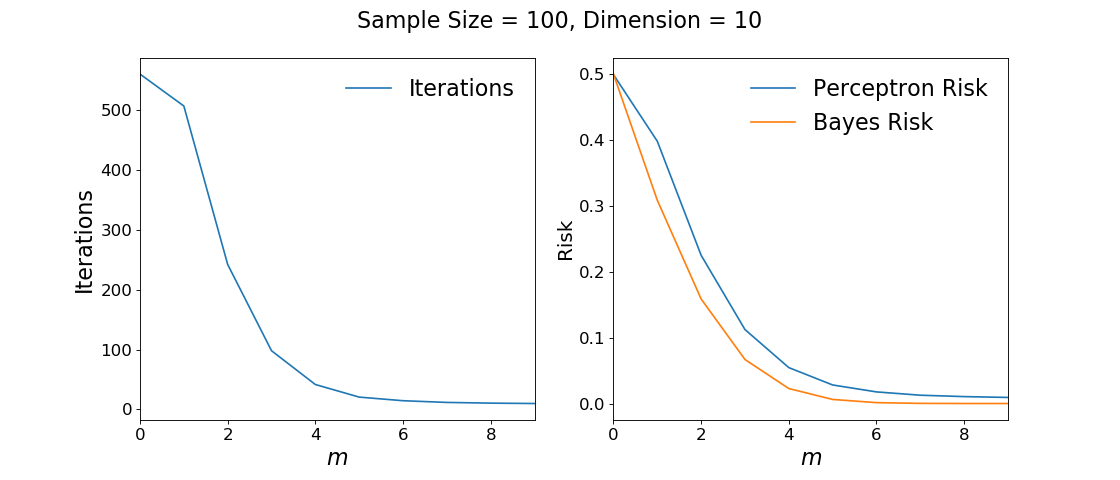 Sample Size = 100, Dimension = 10
Iterations
500
400
300
200
100
0
Iterations
0 2 4 6 8
m
Perceptron Risk
Bayes Risk
0.5
0.4
0.3
0.2
0.1
0.0
Risk
0 2 4 6 8
m